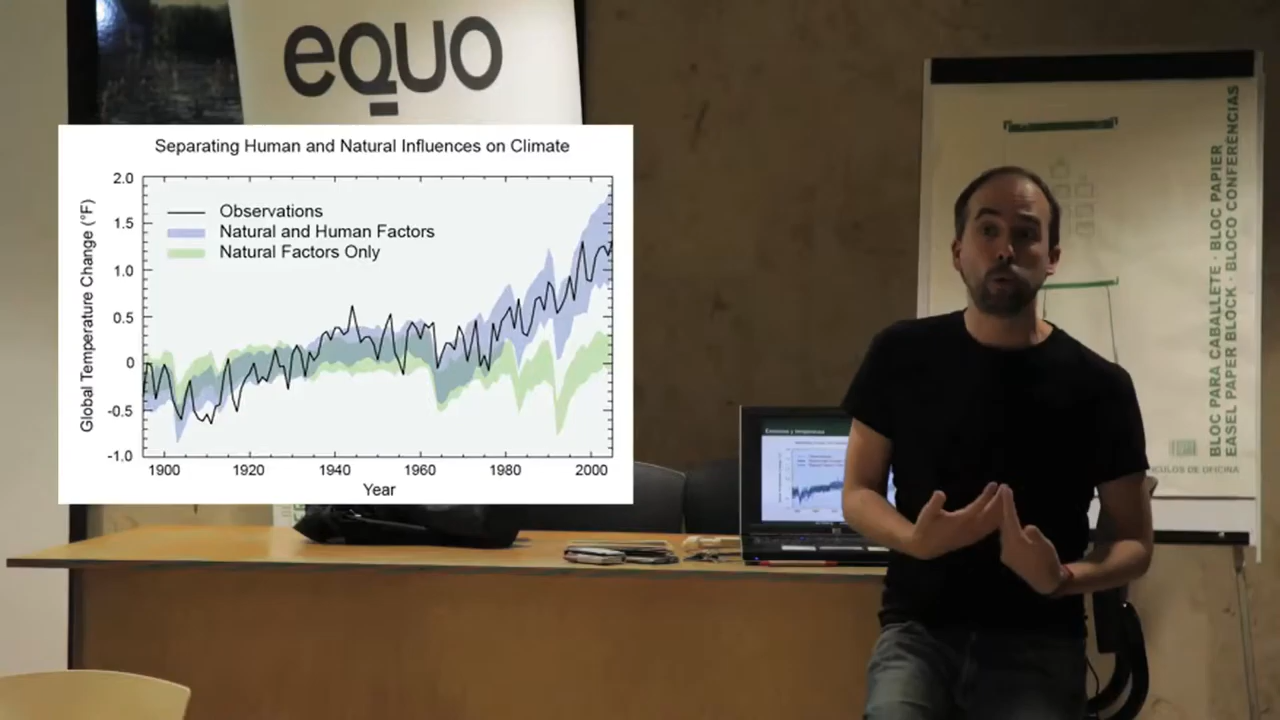 equo
Separating Human and Natural Influences on Climate
Global Temperature Change (°F)
2.0
1.5
1.0
0.5
0
-0.5
-1.0
Observations
Natural and Human Factors
Natural Factors Only
1900 1920 1940 1960 1980 2000
Year
BLOC PARA CABALLETE · BLOC PAPIER
EASEL PAPER BLOCK · BLOCO CONFERÊNCIAS
DE OFICINA